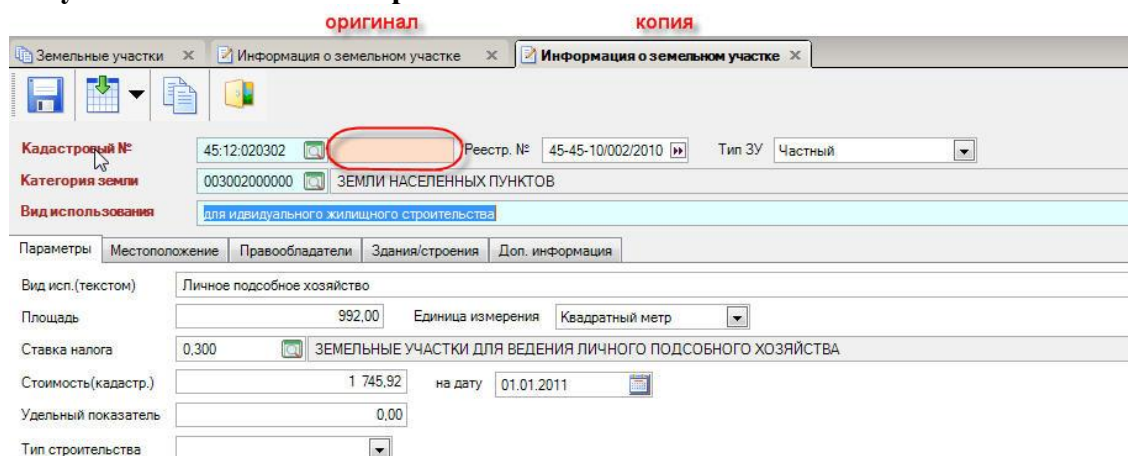 оригинал копия
Земельные участки × Информация о земельном участке × Информация о земельном участке ×
Кадастровый № 45:12:020302 Реестр. № 45-45-10/002/2010 Тип ЗУ Частный
Категория земли 003002000000 ЗЕМЛИ НАСЕЛЕННЫХ ПУНКТОВ
Вид использования для идвидуального жилищного строительства
Параметры Местоположение Правообладатели Здания/строения Доп. информация
Вид исп.(текстом) Личное подсобное хозяйство
Площадь 992,00 Единица измерения Квадратный метр
Ставка налога 0,300 ЗЕМЕЛЬНЫЕ УЧАСТКИ ДЛЯ ВЕДЕНИЯ ЛИЧНОГО ПОДСОБНОГО ХОЗЯЙСТВА
Стоимость(кадастр.) 1 745,92 на дату 01.01.2011
Удельный показатель 0,00
Тип строительства